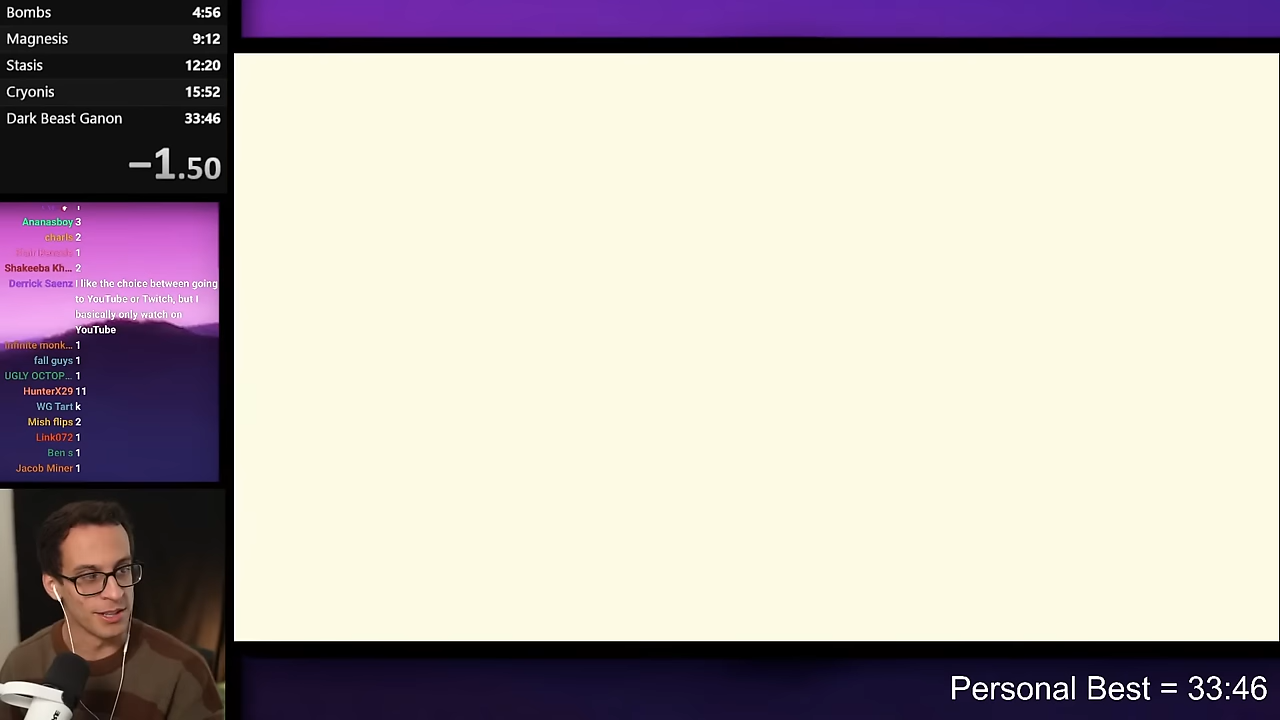 Bombs 4:56
Magnesis 9:12
Stasis 12:20
Cryonis 15:52
Dark Beast Ganon 33:46
−1.50
Ananasboy 3
charls 2
1
Shakeeba Kh... 2
Derrick Saenz I like the choice between going
to YouTube or Twitch, but I
basically only watch on
YouTube
infinite monk... 1
fall guys 1
UGLY OCTOP... 1
HunterX29 11
WG Tart k
Mish flips 2
Link072 1
Ben s 1
Jacob Miner 1
Personal Best = 33:46